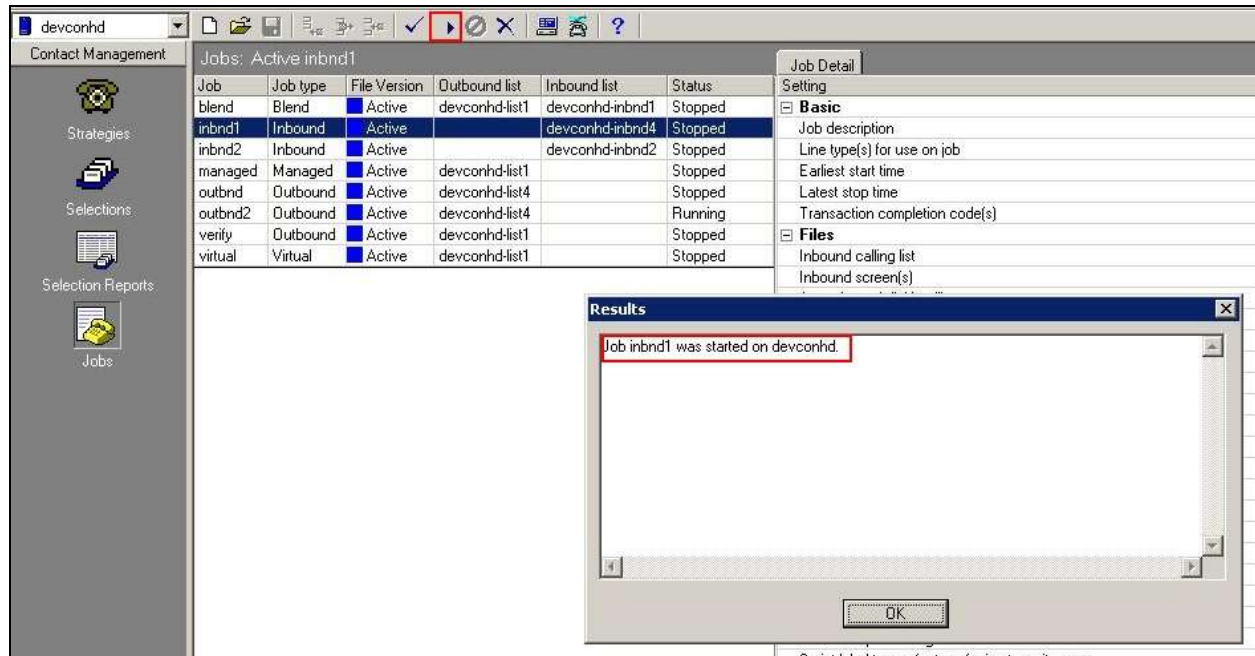 devconhd
Contact Management
Strategies
Selections
Selection Reports
Jobs
Jobs: Active inbnd1
Job Job type File Version Outbound list Inbound list Status
blend Blend Active devconhd-list1 devconhd-inbnd1 Stopped
inbnd1 Inbound Active devconhd-inbnd4 Stopped
inbnd2 Inbound Active devconhd-inbnd2 Stopped
managed Managed Active devconhd-list1 Stopped
outbnd Outbound Active devconhd-list4 Stopped
outbnd2 Outbound Active devconhd-list4 Running
verify Outbound Active devconhd-list1 Stopped
virtual Virtual Active devconhd-list1 Stopped
Job Detail
Setting
Basic
Job description
Line type(s) for use on job
Earliest start time
Latest stop time
Transaction completion code(s)
Files
Inbound calling list
Inbound screen(s)
Results
Job inbnd1 was started on devconhd.
OK